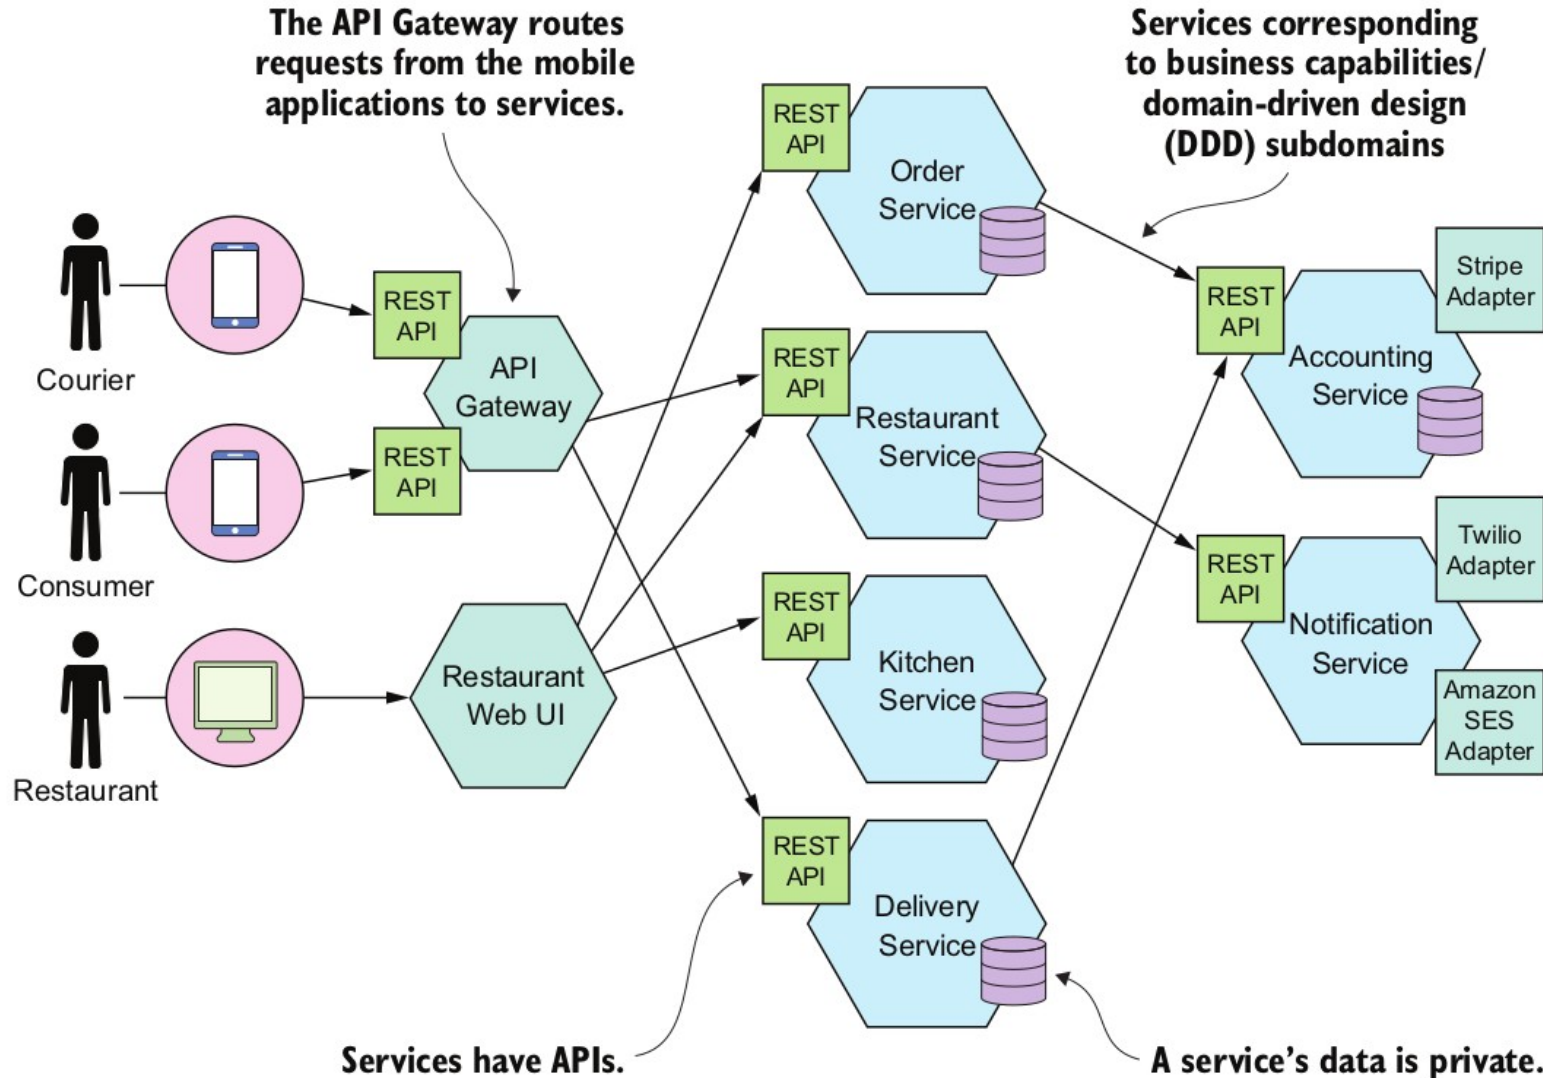 The API Gateway routes
requests from the mobile
applications to services.
Services corresponding
to business capabilities/
domain-driven design
(DDD) subdomains
REST
API
Order
Service
Stripe
Adapter
REST
API
REST
API
Accounting
Service
Courier
API
Gateway
REST
API
Restaurant
Service
REST
API
Consumer
Twilio
Adapter
REST
API
Notification
Service
REST
API
Kitchen
Service
Restaurant
Web UI
Amazon
SES
Adapter
Restaurant
REST
API
Delivery
Service
Services have APIs.
A service’s data is private.